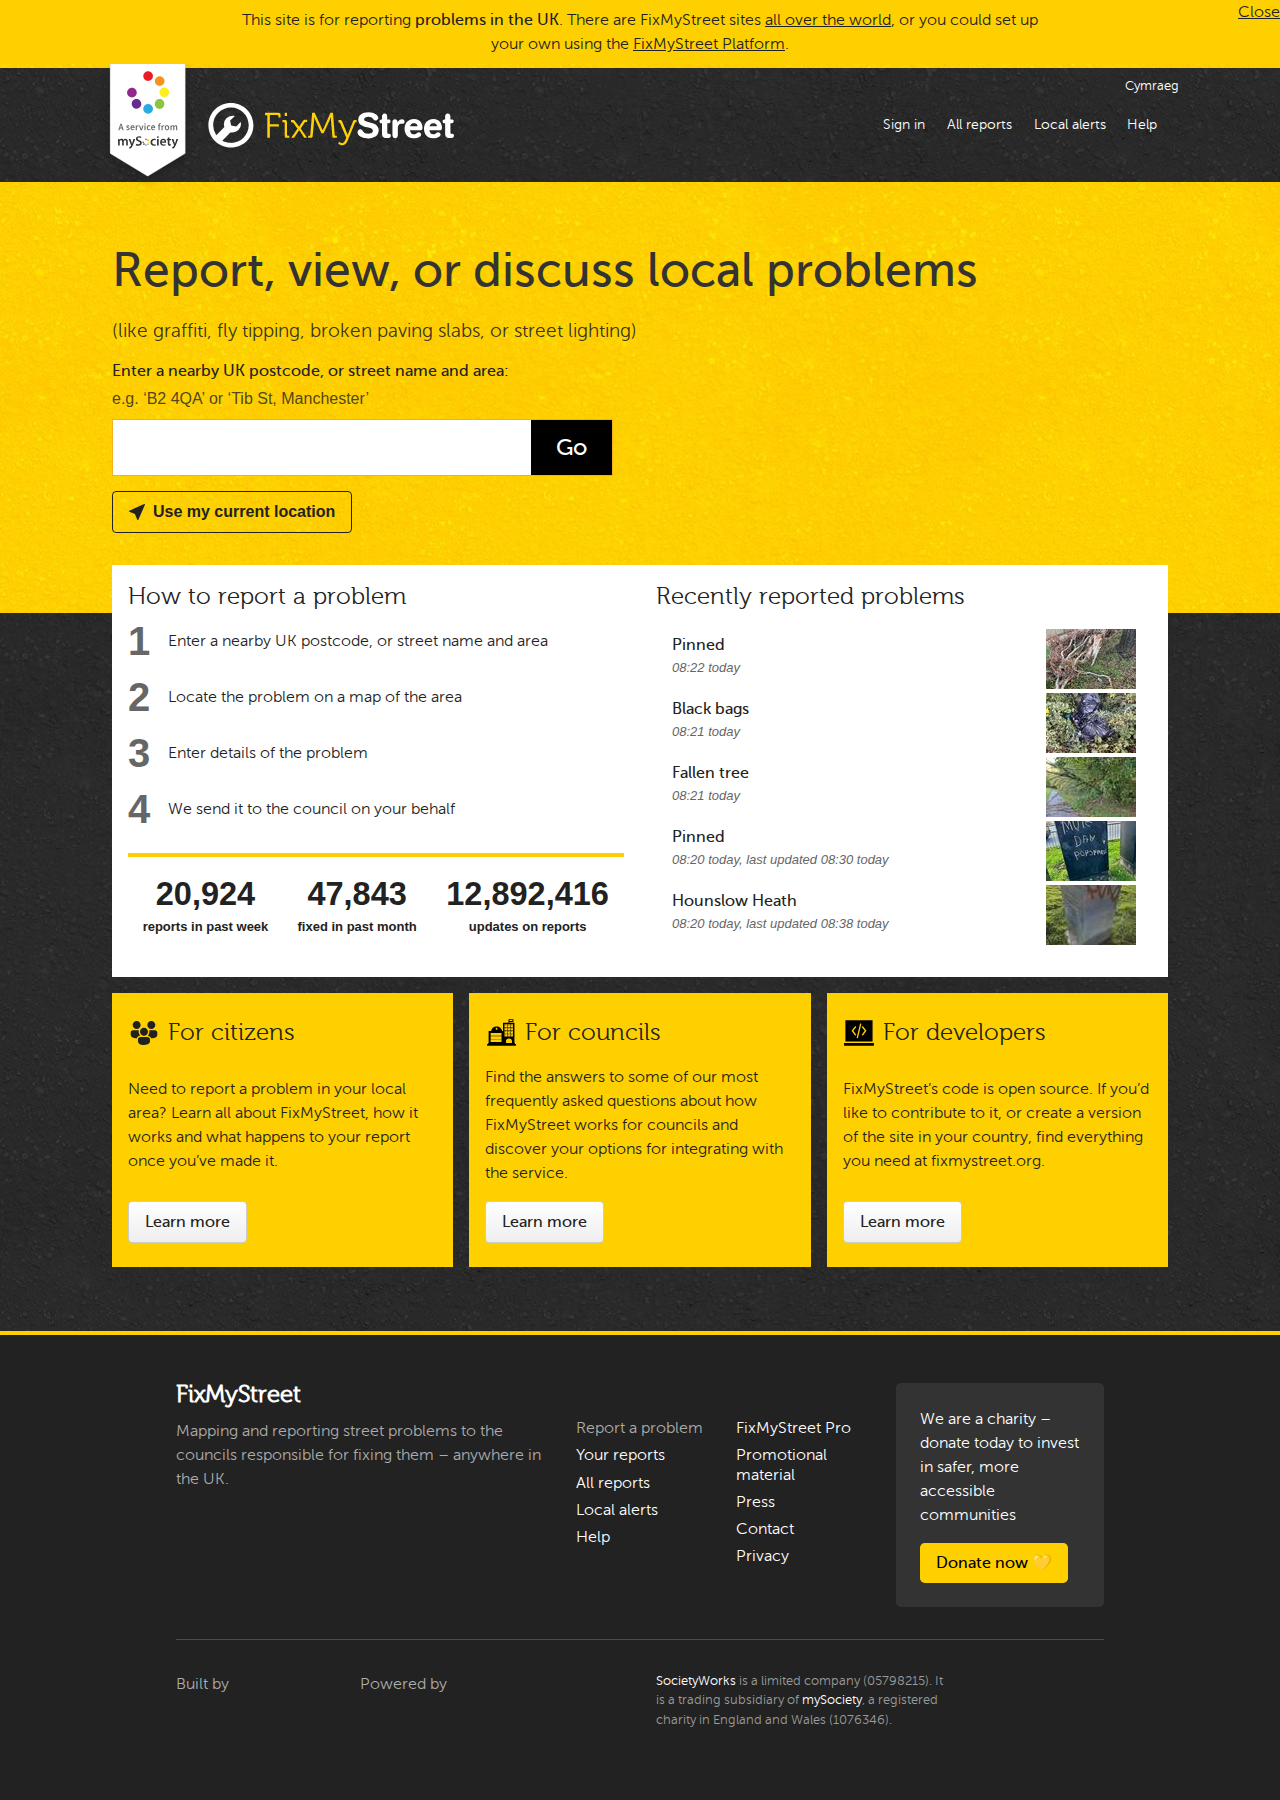 This site is for reporting problems in the UK. There are FixMyStreet sites all over the world, or you could set up
your own using the FixMyStreet Platform.
Close
Cymraeg
A service from
mySociety
FixMyStreet
Sign in
All reports
Local alerts
Help
Report, view, or discuss local problems
(like graffiti, fly tipping, broken paving slabs, or street lighting)
Enter a nearby UK postcode, or street name and area:
e.g. ‘B2 4QA’ or ‘Tib St, Manchester’
Go
Use my current location
How to report a problem
1 Enter a nearby UK postcode, or street name and area
2 Locate the problem on a map of the area
3 Enter details of the problem
4 We send it to the council on your behalf
20,924
reports in past week
47,843
fixed in past month
12,892,416
updates on reports
Recently reported problems
Pinned
08:22 today
Black bags
08:21 today
Fallen tree
08:21 today
Pinned
08:20 today, last updated 08:30 today
Hounslow Heath
08:20 today, last updated 08:38 today
For citizens
Need to report a problem in your local
area? Learn all about FixMyStreet, how it
works and what happens to your report
once you’ve made it.
Learn more
For councils
Find the answers to some of our most
frequently asked questions about how
FixMyStreet works for councils and
discover your options for integrating with
the service.
Learn more
For developers
FixMyStreet’s code is open source. If you’d
like to contribute to it, or create a version
of the site in your country, find everything
you need at fixmystreet.org.
Learn more
FixMyStreet
Mapping and reporting street problems to the
councils responsible for fixing them – anywhere in
the UK.
Report a problem
Your reports
All reports
Local alerts
Help
FixMyStreet Pro
Promotional
material
Press
Contact
Privacy
We are a charity –
donate today to invest
in safer, more
accessible
communities
Donate now 💛
Built by
Powered by
SocietyWorks is a limited company (05798215). It
is a trading subsidiary of mySociety, a registered
charity in England and Wales (1076346).